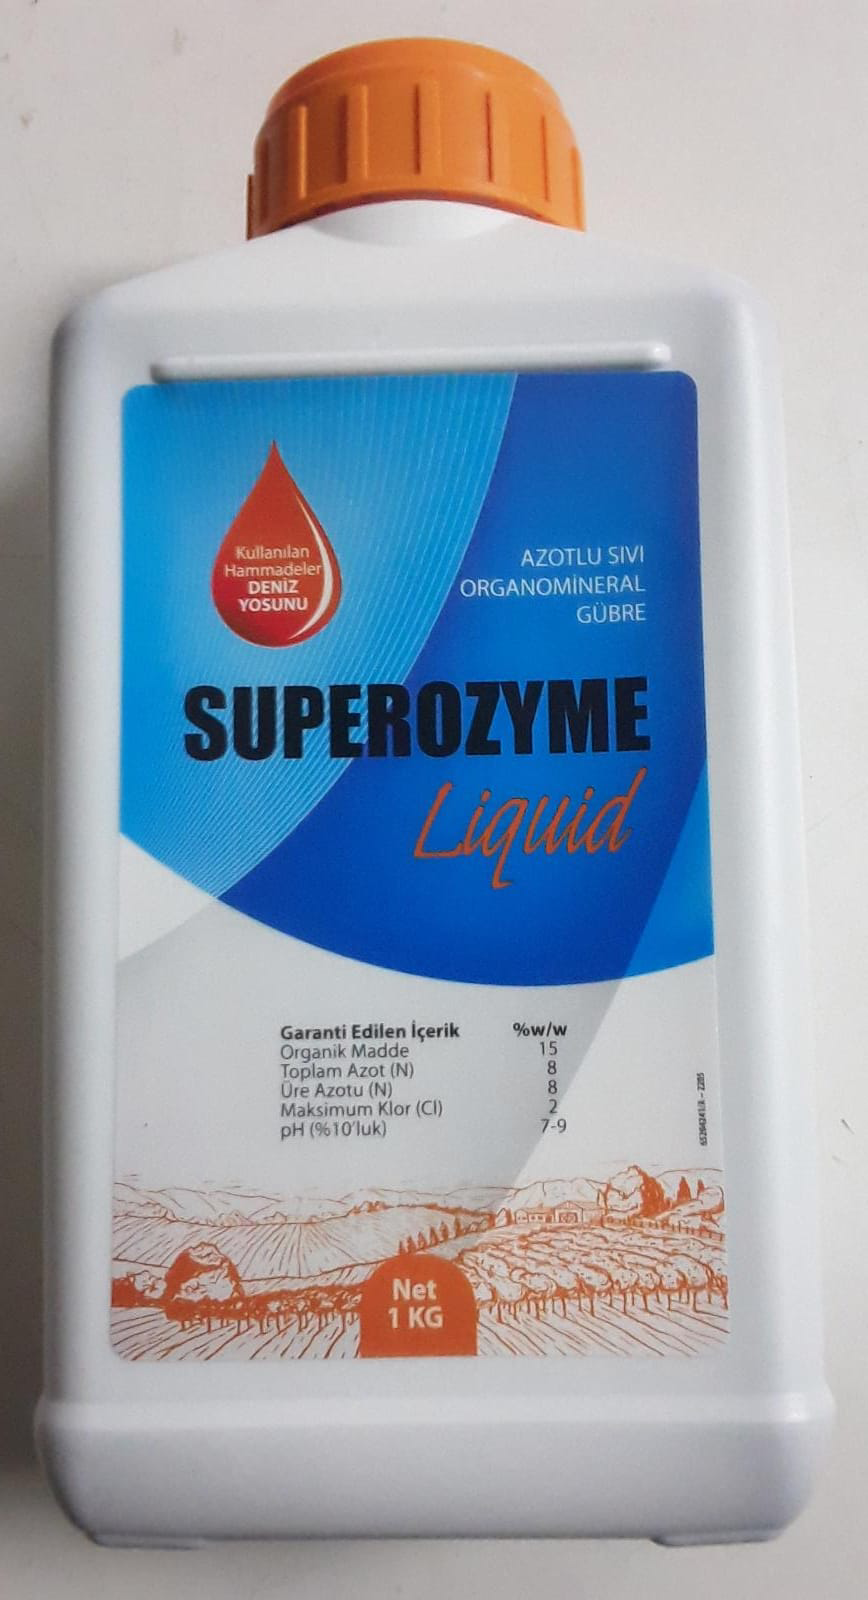 Kullanılan
Hammadeler
DENİZ
YOSUNU
AZOTLU SIVI
ORGANOMİNERAL
GÜBRE
SUPEROZYME
Liquid
Garanti Edilen İçerik %w/w
Organik Madde 15
Toplam Azot (N) 8
Üre Azotu (N) 8
Maksimum Klor (Cl) 2
pH (%10'luk) 7-9
Net
1 KG